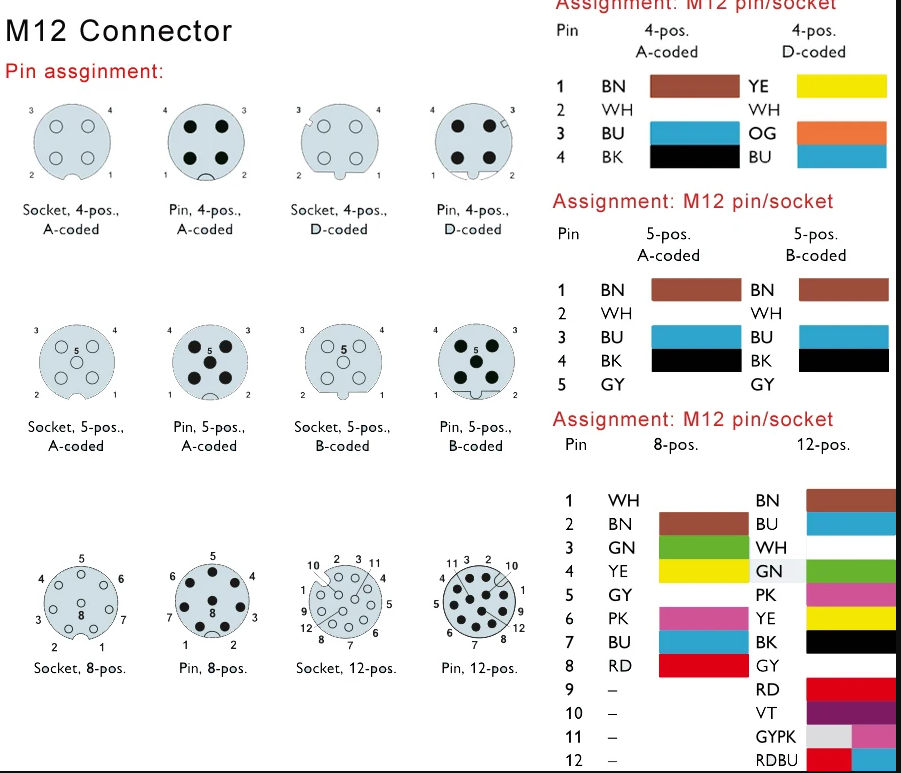 M12 Connector
Pin assginment:
3 4 2 1
Socket, 4-pos.,
A-coded
4 3 1 2
Pin, 4-pos.,
A-coded
3 4 2 1
Socket, 4-pos.,
D-coded
4 3 1 2
Pin, 4-pos.,
D-coded
3 4 5 2 1
Socket, 5-pos.,
A-coded
4 3 5 1 2
Pin, 5-pos.,
A-coded
3 4 5 2 1
Socket, 5-pos.,
B-coded
4 3 5 1 2
Pin, 5-pos.,
B-coded
5
4 6
3 8 7
2 1
Socket, 8-pos.
5
6 4
7 8 3
1 2
Pin, 8-pos.
2 3 11
10 4
1 5
9
12 6
8 7
Socket, 12-pos.
11 3 2
4 10
5 1
9
6 12
7 8
Pin, 12-pos.
Assignment: M12 pin/socket
Pin 4-pos. 4-pos.
A-coded D-coded
1 BN YE
2 WH WH
3 BU OG
4 BK BU
Assignment: M12 pin/socket
Pin 5-pos. 5-pos.
A-coded B-coded
1 BN BN
2 WH WH
3 BU BU
4 BK BK
5 GY GY
Assignment: M12 pin/socket
Pin 8-pos. 12-pos.
1 WH BN
2 BN BU
3 GN WH
4 YE GN
5 GY PK
6 PK YE
7 BU BK
8 RD GY
9 – RD
10 – VT
11 – GYPK
12 – RDBU